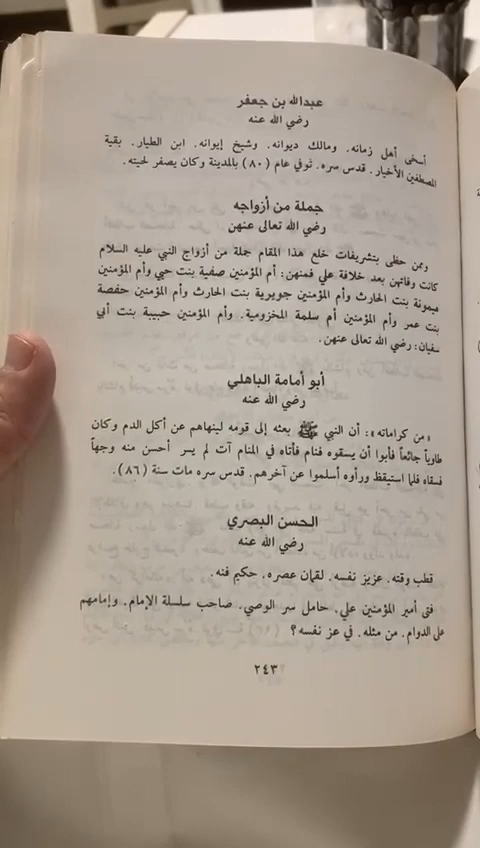 عبدالله بن جعفر
رضي الله عنه
أسخى أهل زمانه. ومالك ديوانه. وشيخ إيوانه. ابن الطيار. بقية
المصطفين الأخيار. قدس سره. توفي عام (٨٠) بالمدينة وكان يصفر لحيته.
جملة من أزواجه
رضي الله تعالى عنهن
وممن حظى بتشريفات خلع هذا المقام جملة من أزواج النبي عليه السلام
كانت وفاتهن بعد خلافة علي فمنهن: أم المؤمنين صفية بنت حيي وأم المؤمنين
ميمونة بنت الحارث وأم المؤمنين جويرية بنت الحارث وأم المؤمنين حفصة
بنت عمر وأم المؤمنين أم سلمة المخزومية. وأم المؤمنين حبيبة بنت أبي
سفيان: رضي الله تعالى عنهن.
أبو أمامة الباهلي
رضي الله عنه
«من كراماته»: أن النبي ﷺ بعثه إلى قومه لينهاهم عن أكل الدم وكان
طاوياً جائعاً فأبوا أن يسقوه فنام فأتاه في المنام آت لم يسر أحسن منه وجهاً
فسقاه فلما استيقظ ورأوه أسلموا عن آخرهم. قدس سره مات سنة (٨٦).
الحسن البصري
رضي الله عنه
قطب وقته. عزيز نفسه. لقمان عصره. حكيم فنه.
فتى أمير المؤمنين علي. حامل سر الوصي. صاحب سلسلة الإمام. وإمامهم
على الدوام. من مثله. في عز نفسه؟
٢٤٣